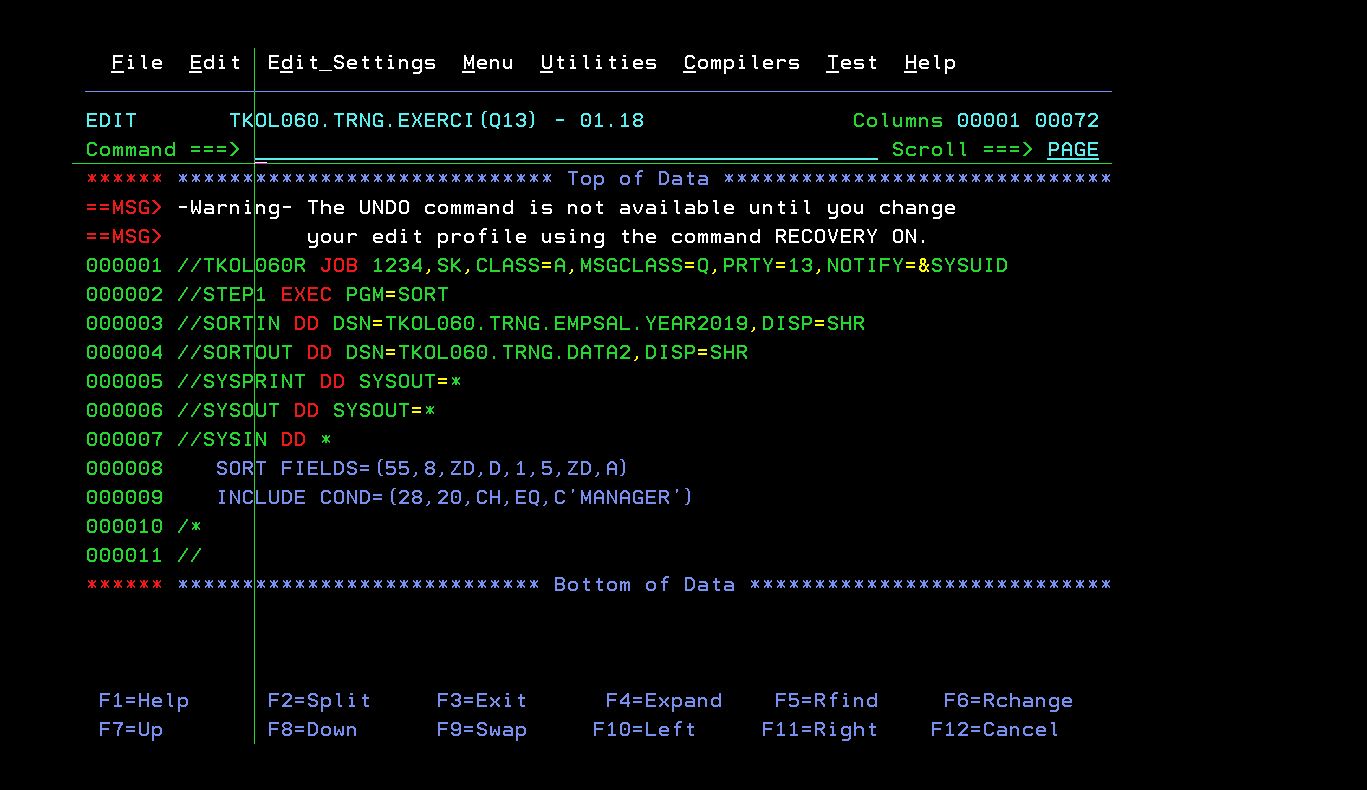 File  Edit  Edit_Settings  Menu  Utilities  Compilers  Test  Help
EDIT       TKOL060.TRNG.EXERCI(Q13) - 01.18                Columns 00001 00072
Command ===>                                                  Scroll ===> PAGE
****** ***************************** Top of Data ******************************
==MSG> -Warning- The UNDO command is not available until you change
==MSG>           your edit profile using the command RECOVERY ON.
000001 //TKOL060R JOB 1234,SK,CLASS=A,MSGCLASS=Q,PRTY=13,NOTIFY=&SYSUID
000002 //STEP1 EXEC PGM=SORT
000003 //SORTIN DD DSN=TKOL060.TRNG.EMPSAL.YEAR2019,DISP=SHR
000004 //SORTOUT DD DSN=TKOL060.TRNG.DATA2,DISP=SHR
000005 //SYSPRINT DD SYSOUT=*
000006 //SYSOUT DD SYSOUT=*
000007 //SYSIN DD *
000008    SORT FIELDS=(55,8,ZD,D,1,5,ZD,A)
000009    INCLUDE COND=(28,20,CH,EQ,C'MANAGER')
000010 /*
000011 //
****** **************************** Bottom of Data ****************************
F1=Help      F2=Split     F3=Exit      F4=Expand    F5=Rfind     F6=Rchange
F7=Up        F8=Down      F9=Swap     F10=Left     F11=Right    F12=Cancel